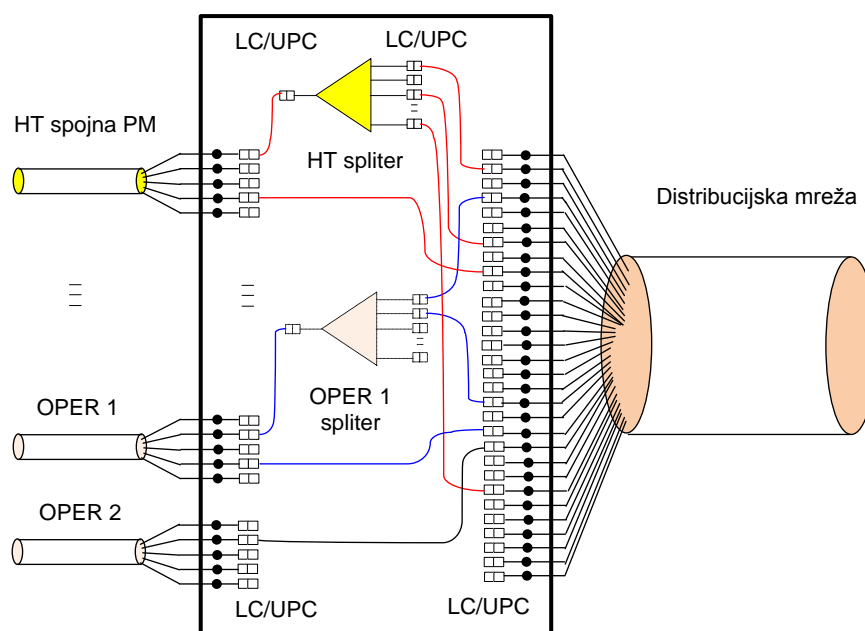 LC/UPC
LC/UPC
HT spojna PM
HT spliter
Distribucijska mreža
OPER 1
OPER 1
spliter
OPER 2
LC/UPC
LC/UPC